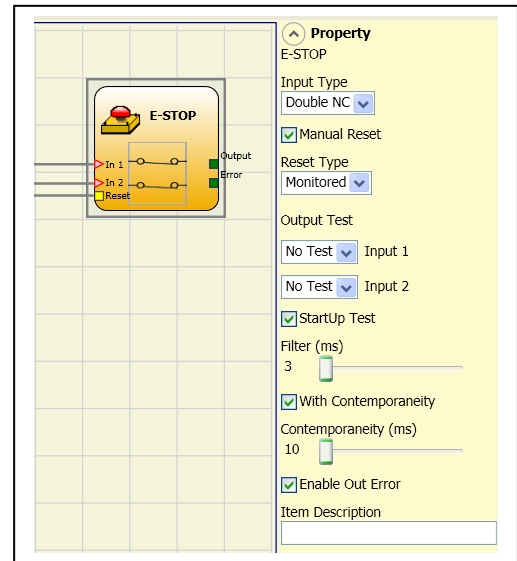 E-STOP
In 1
In 2
Reset
Output
Error
Property
E-STOP
Input Type
Double NC
Manual Reset
Reset Type
Monitored
Output Test
No Test Input 1
No Test Input 2
StartUp Test
Filter (ms)
3
With Contemporaneity
Contemporaneity (ms)
10
Enable Out Error
Item Description